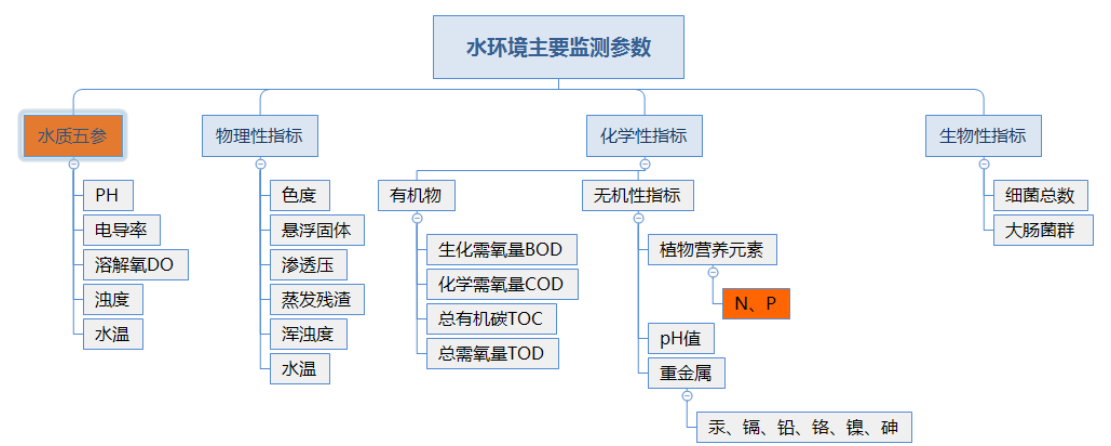 水环境主要监测参数
水质五参
PH
电导率
溶解氧DO
浊度
水温
物理性指标
色度
悬浮固体
渗透压
蒸发残渣
浑浊度
水温
化学性指标
有机物
生化需氧量BOD
化学需氧量COD
总有机碳TOC
总需氧量TOD
无机性指标
植物营养元素
N、P
pH值
重金属
汞、镉、铅、铬、镍、砷
生物性指标
细菌总数
大肠菌群